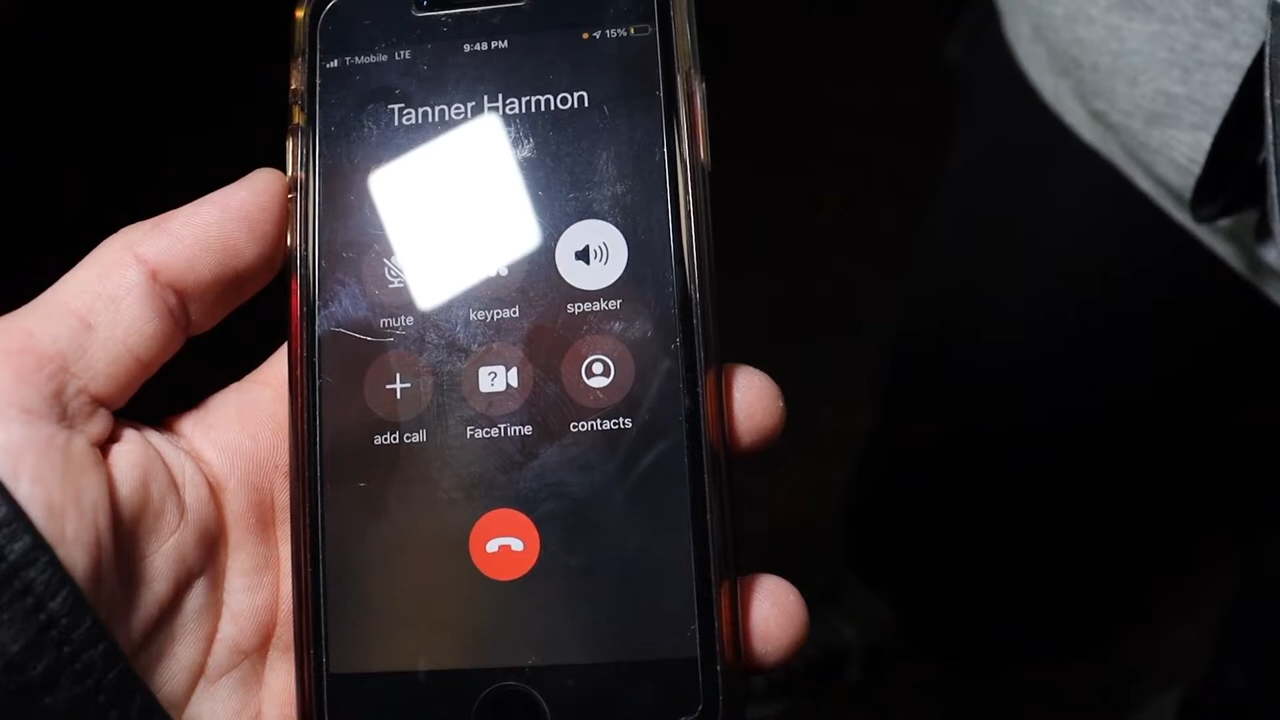 T-Mobile LTE 9:48 PM 15%
Tanner Harmon
mute keypad speaker
add call FaceTime contacts